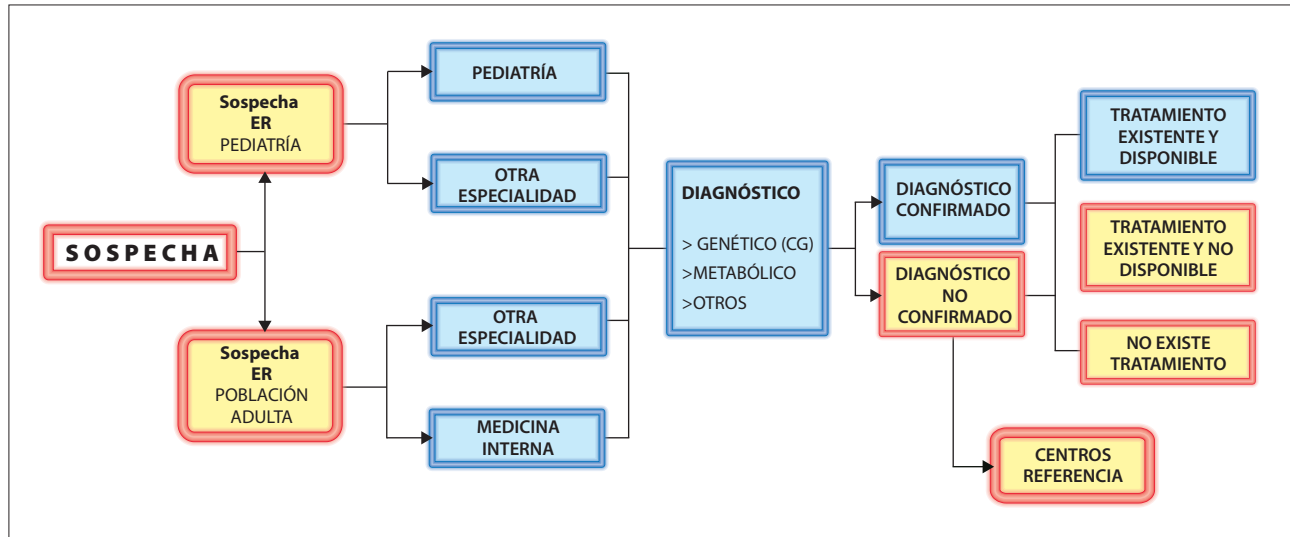 SOSPECHA
Sospecha
ER
PEDIATRÍA
Sospecha
ER
POBLACIÓN
ADULTA
PEDIATRÍA
OTRA
ESPECIALIDAD
OTRA
ESPECIALIDAD
MEDICINA
INTERNA
DIAGNÓSTICO
> GENÉTICO (CG)
>METABÓLICO
>OTROS
DIAGNÓSTICO
CONFIRMADO
DIAGNÓSTICO
NO
CONFIRMADO
TRATAMIENTO
EXISTENTE Y
DISPONIBLE
TRATAMIENTO
EXISTENTE Y NO
DISPONIBLE
NO EXISTE
TRATAMIENTO
CENTROS
REFERENCIA